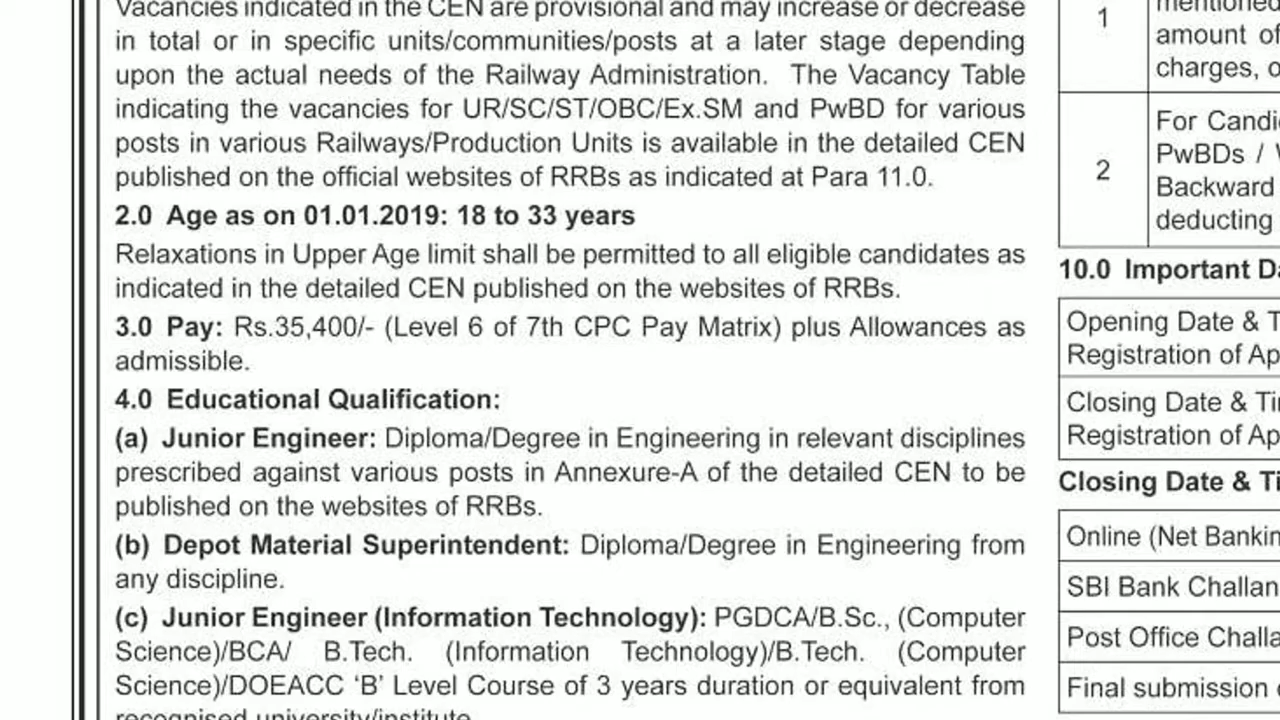 Vacancies indicated in the CEN are provisional and may increase or decrease
in total or in specific units/communities/posts at a later stage depending
upon the actual needs of the Railway Administration. The Vacancy Table
indicating the vacancies for UR/SC/ST/OBC/Ex.SM and PwBD for various
posts in various Railways/Production Units is available in the detailed CEN
published on the official websites of RRBs as indicated at Para 11.0.
2.0 Age as on 01.01.2019: 18 to 33 years
Relaxations in Upper Age limit shall be permitted to all eligible candidates as
indicated in the detailed CEN published on the websites of RRBs.
3.0 Pay: Rs.35,400/- (Level 6 of 7th CPC Pay Matrix) plus Allowances as
admissible.
4.0 Educational Qualification:
(a) Junior Engineer: Diploma/Degree in Engineering in relevant disciplines
prescribed against various posts in Annexure-A of the detailed CEN to be
published on the websites of RRBs.
(b) Depot Material Superintendent: Diploma/Degree in Engineering from
any discipline.
(c) Junior Engineer (Information Technology): PGDCA/B.Sc., (Computer
Science)/BCA/ B.Tech. (Information Technology)/B.Tech. (Computer
Science)/DOEACC ‘B’ Level Course of 3 years duration or equivalent from
recognised university/institute
1
mentioned
amount of
charges,
2
For
PwBDs /
Backward
deducting
10.0 Important
Opening Date &
Registration of
Closing Date &
Registration of
Closing Date &
Online (Net
SBI Bank Challan
Post Office
Final submission